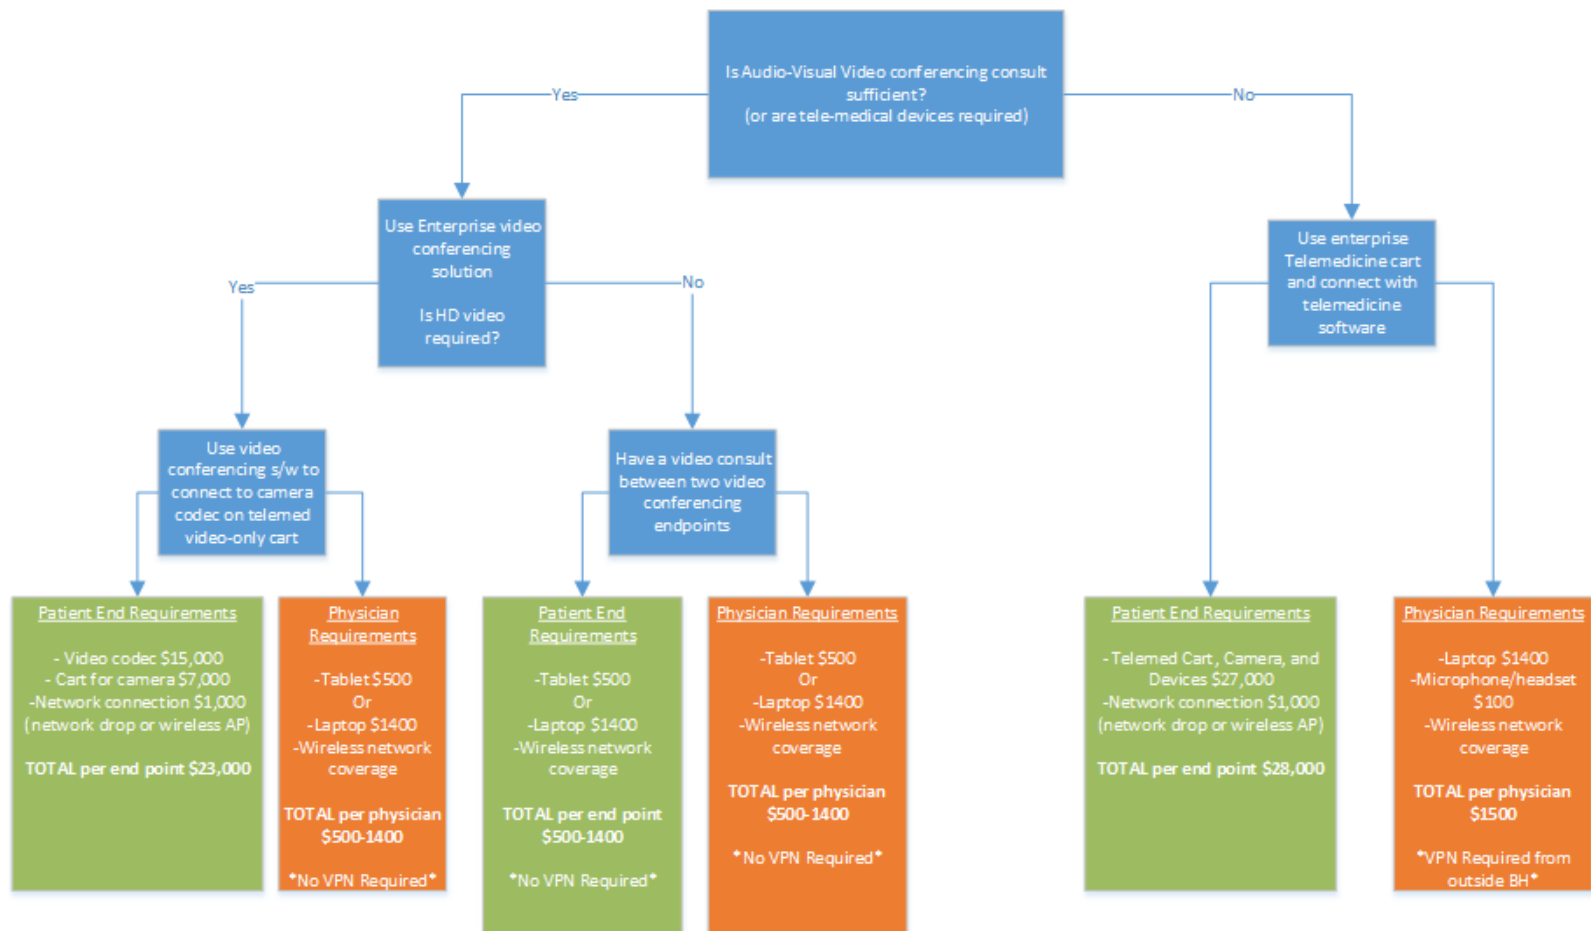 Is Audio-Visual Video conferencing consult
sufficient?
(or are tele-medical devices required)
Yes
No
Use Enterprise video
conferencing
solution
Is HD video
required?
Use enterprise
Telemedicine cart
and connect with
telemedicine
software
Yes
No
Use video
conferencing s/w to
connect to camera
codec on telemed
video-only cart
Have a video consult
between two video
conferencing
endpoints
Patient End Requirements
- Video codec $15,000
- Cart for camera $7,000
-Network connection $1,000
(network drop or wireless AP)
TOTAL per end point $23,000
Physician
Requirements
-Tablet $500
Or
-Laptop $1400
-Wireless network
coverage
TOTAL per physician
$500-1400
*No VPN Required*
Patient End
Requirements
-Tablet $500
Or
-Laptop $1400
-Wireless network
coverage
TOTAL per end point
$500-1400
*No VPN Required*
Physician Requirements
-Tablet $500
Or
-Laptop $1400
-Wireless network
coverage
TOTAL per physician
$500-1400
*No VPN Required*
Patient End Requirements
-Telemed Cart, Camera, and
Devices $27,000
-Network connection $1,000
(network drop or wireless AP)
TOTAL per end point $28,000
Physician Requirements
-Laptop $1400
-Microphone/headset
$100
-Wireless network
coverage
TOTAL per physician
$1500
*VPN Required from
outside BH*